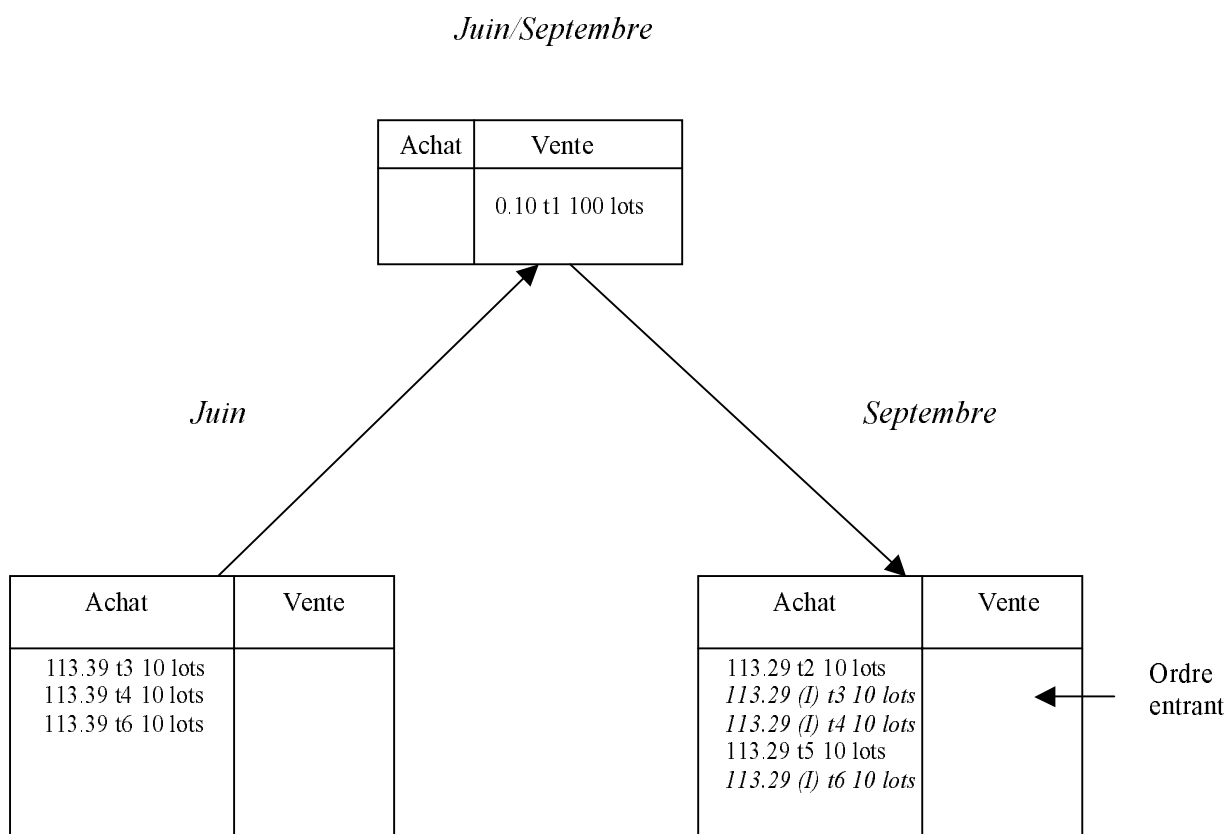 Juin/Septembre
Achat Vente
0.10 t1 100 lots
Juin
Septembre
Achat Vente
113.39 t3 10 lots
113.39 t4 10 lots
113.39 t6 10 lots
Achat Vente
113.29 t2 10 lots
113.29 (I) t3 10 lots
113.29 (I) t4 10 lots
113.29 t5 10 lots
113.29 (I) t6 10 lots
Ordre
entrant